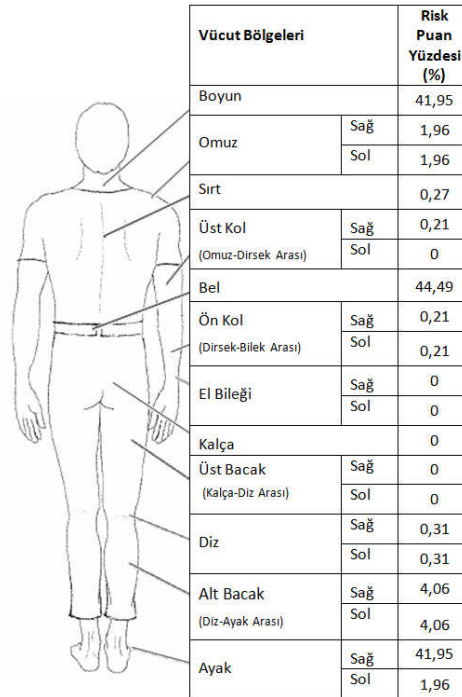 Vücut Bölgeleri
Risk
Puan
Yüzdesi
(%)
Boyun 41,95
Omuz Sağ 1,96
Sol 1,96
Sırt 0,27
Üst Kol Sağ 0,21
(Omuz-Dirsek Arası) Sol 0
Bel 44,49
Ön Kol Sağ 0,21
(Dirsek-Bilek Arası) Sol 0,21
El Bileği Sağ 0
Sol 0
Kalça 0
Üst Bacak Sağ 0
(Kalça-Diz Arası) Sol 0
Diz Sağ 0,31
Sol 0,31
Alt Bacak Sağ 4,06
(Diz-Ayak Arası) Sol 4,06
Ayak Sağ 41,95
Sol 1,96